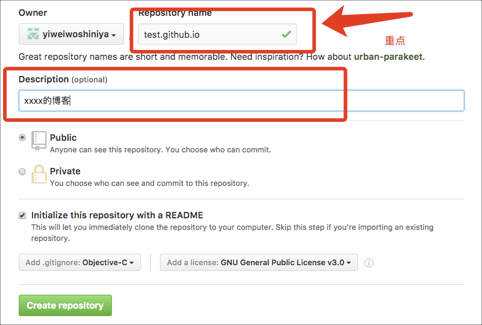 Owner
Repository name
yiweiwoshiniya
test.github.io
重点
Great repository names are short and memorable. Need inspiration? How about urban-parakeet.
Description (optional)
xxxx的博客
Public
Anyone can see this repository. You choose who can commit.
Private
You choose who can see and commit to this repository.
Initialize this repository with a README
This will let you immediately clone the repository to your computer. Skip this step if you're importing an existing
repository.
Add .gitignore: Objective-C
Add a license: GNU General Public License v3.0
Create repository